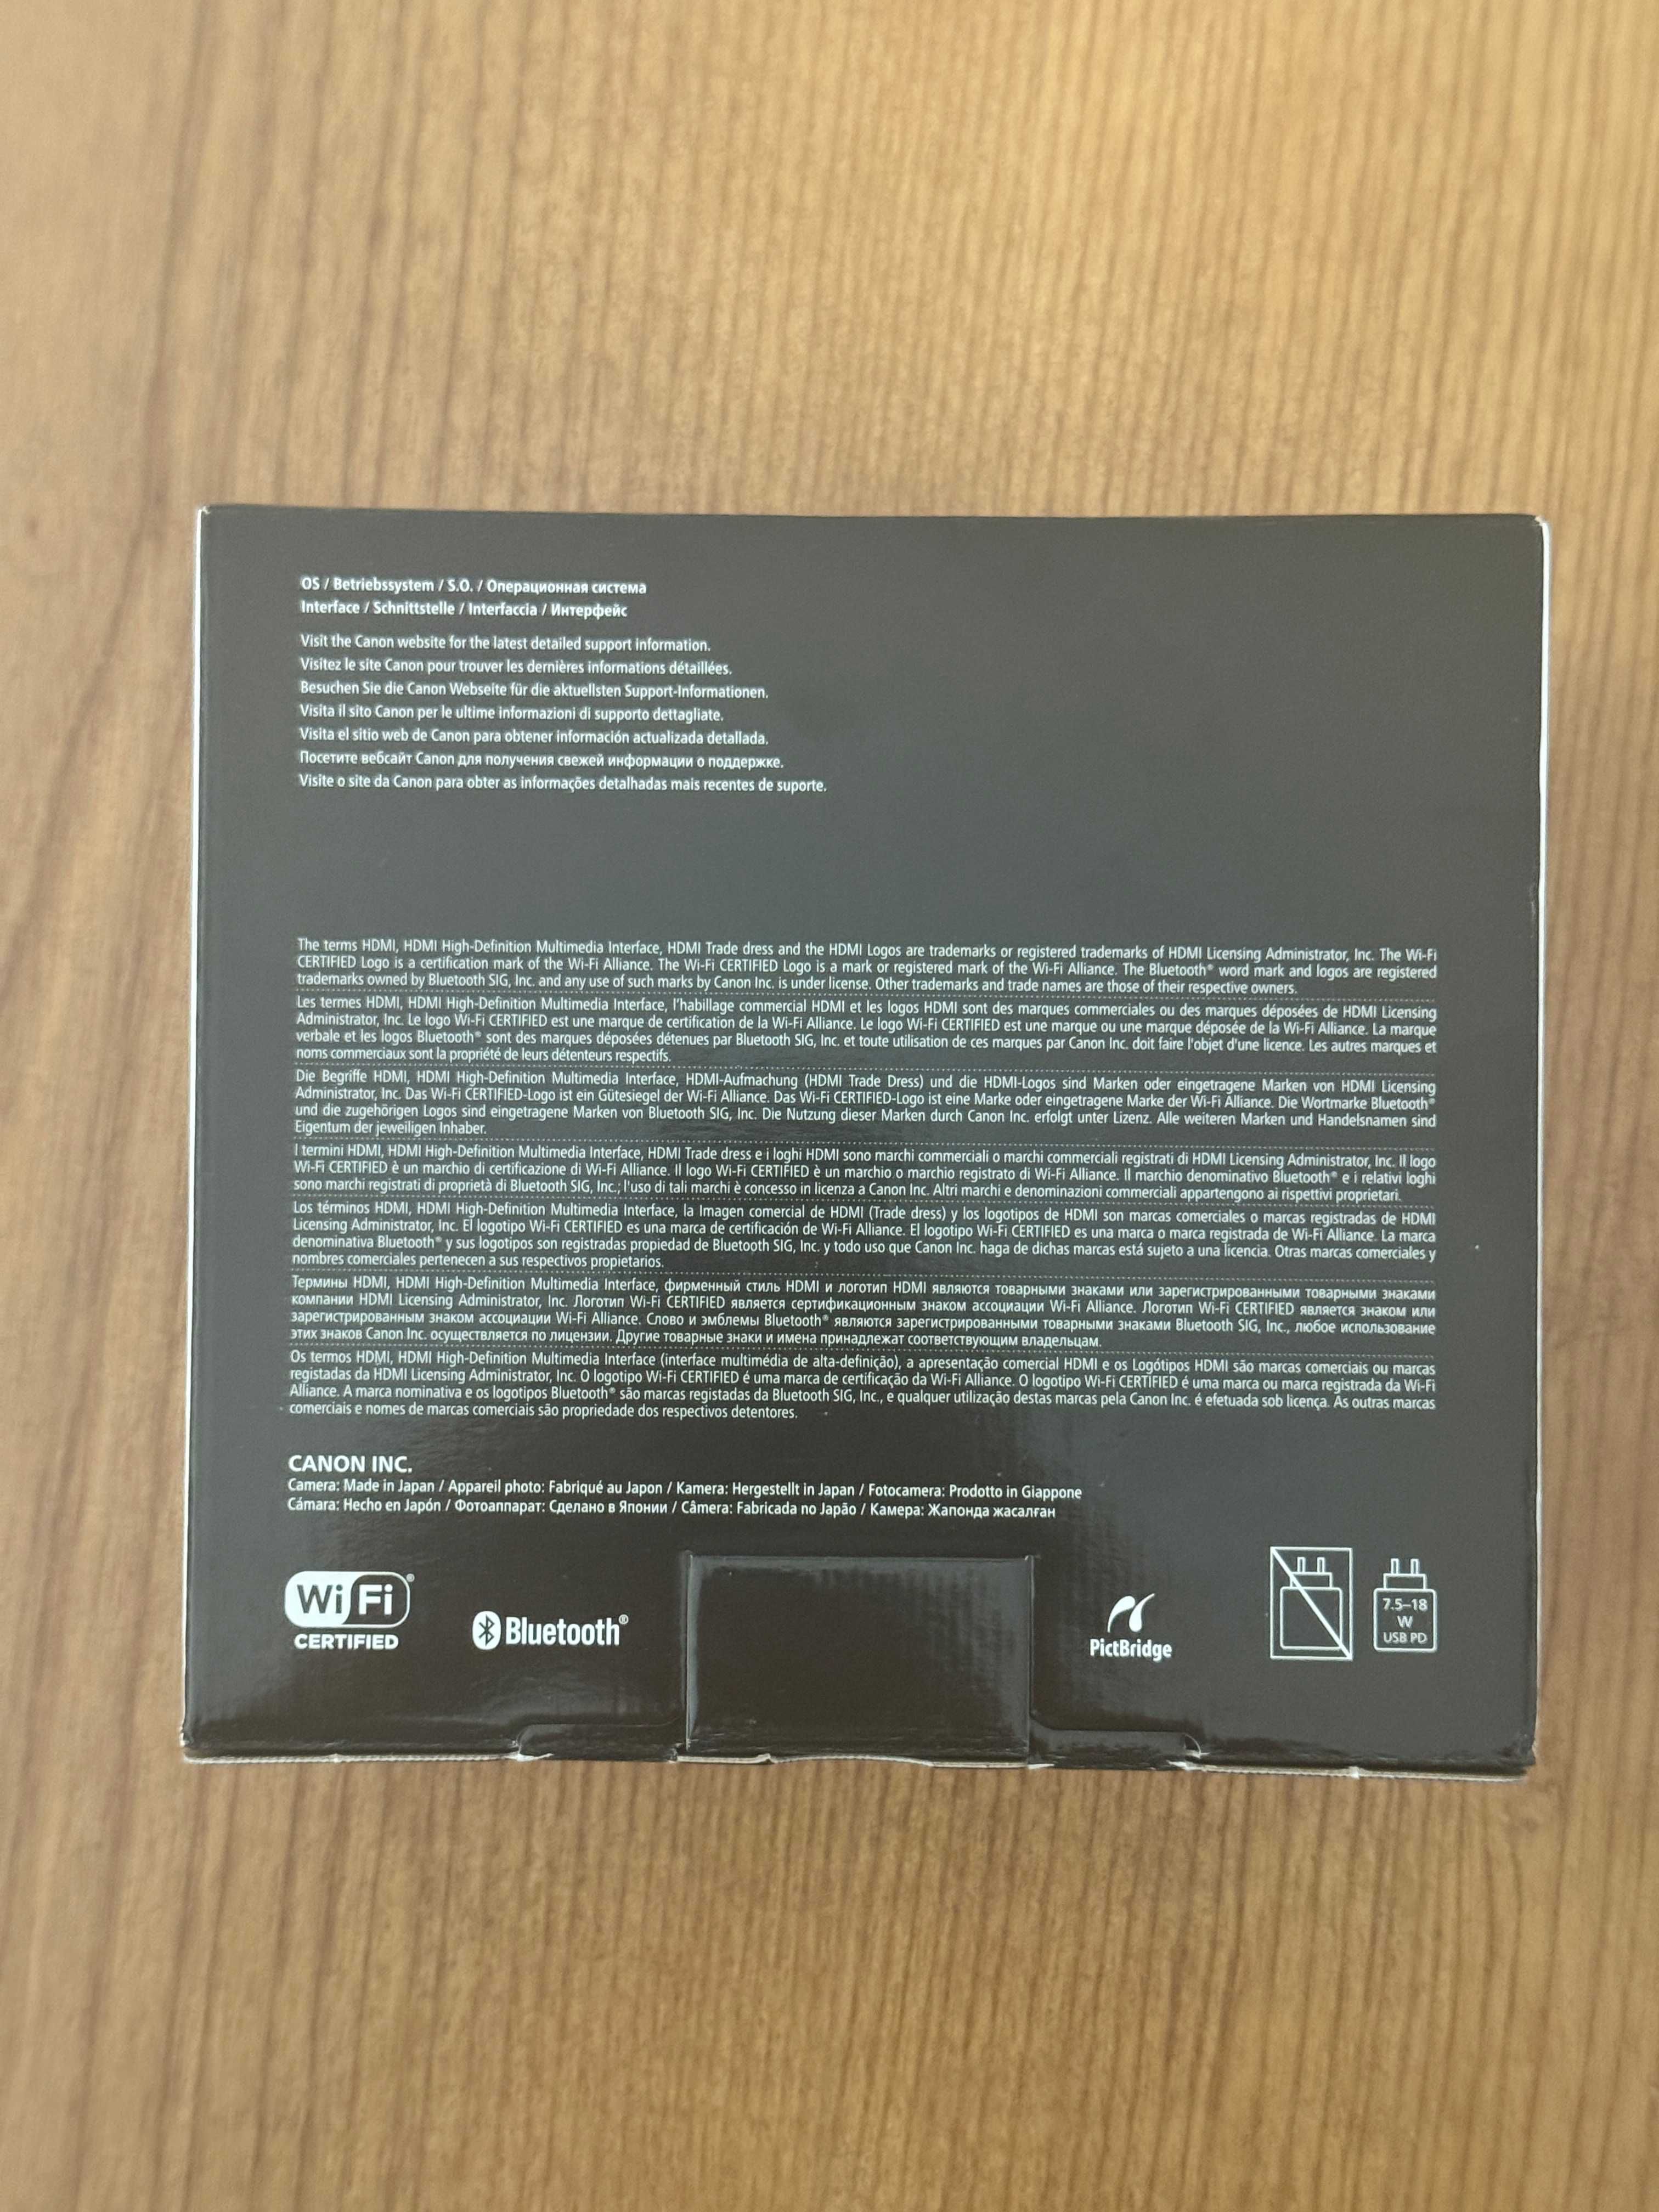 OS / Betriebssystem / S.O. / Операционная система
Interface / Schnittstelle / Interfaccia / Интерфейс
Visit the Canon website for the latest detailed support information.
Visitez le site Canon pour trouver les dernières informations détaillées.
Besuchen Sie die Canon Webseite für die aktuellsten Support-Informationen.
Visita il sito Canon per le ultime informazioni di supporto dettagliate.
Visita el sitio web de Canon para obtener información actualizada detallada.
Посетите вебсайт Canon для получения свежей информации о поддержке.
Visite o site da Canon para obter as informações detalhadas mais recentes de suporte.
The terms HDMI, HDMI High-Definition Multimedia Interface, HDMI Trade dress and the HDMI Logos are trademarks or registered trademarks of HDMI Licensing Administrator, Inc. The Wi-Fi
CERTIFIED Logo is a certification mark of the Wi-Fi Alliance. The Wi-Fi CERTIFIED Logo is a mark or registered mark of the Wi-Fi Alliance. The Bluetooth® word mark and logos are registered
trademarks owned by Bluetooth SIG, Inc. and any use of such marks by Canon Inc. is under license. Other trademarks and trade names are those of their respective owners.
Les termes HDMI, HDMI High-Definition Multimedia Interface, l'habillage commercial HDMI et les logos HDMI sont des marques commerciales ou des marques déposées de HDMI Licensing
Administrator, Inc. Le logo Wi-Fi CERTIFIED est une marque de certification de la Wi-Fi Alliance. Le logo Wi-Fi CERTIFIED est une marque ou une marque déposée de la Wi-Fi Alliance. La marque
verbale et les logos Bluetooth® sont des marques déposées détenues par Bluetooth SIG, Inc. et toute utilisation de ces marques par Canon Inc. doit faire l'objet d'une licence. Les autres marques et
noms commerciaux sont la propriété de leurs détenteurs respectifs.
Die Begriffe HDMI, HDMI High-Definition Multimedia Interface, HDMI-Aufmachung (HDMI Trade Dress) und die HDMI-Logos sind Marken oder eingetragene Marken von HDMI Licensing
Administrator, Inc. Das Wi-Fi CERTIFIED-Logo ist ein Gütesiegel der Wi-Fi Alliance. Das Wi-Fi CERTIFIED-Logo ist eine Marke oder eingetragene Marke der Wi-Fi Alliance. Die Wortmarke Bluetooth®
und die zugehörigen Logos sind eingetragene Marken von Bluetooth SIG, Inc. Die Nutzung dieser Marken durch Canon Inc. erfolgt unter Lizenz. Alle weiteren Marken und Handelsnamen sind
Eigentum der jeweiligen Inhaber.
I termini HDMI, HDMI High-Definition Multimedia Interface, HDMI Trade dress e i loghi HDMI sono marchi commerciali o marchi commerciali registrati di HDMI Licensing Administrator, Inc. Il logo
Wi-Fi CERTIFIED è un marchio di certificazione di Wi-Fi Alliance. Il logo Wi-Fi CERTIFIED è un marchio o marchio registrato di Wi-Fi Alliance. Il marchio denominativo Bluetooth® e i relativi loghi
sono marchi registrati di proprietà di Bluetooth SIG, Inc.; l'uso di tali marchi è concesso in licenza a Canon Inc. Altri marchi e denominazioni commerciali appartengono ai rispettivi proprietari.
Los términos HDMI, HDMI High-Definition Multimedia Interface, la Imagen comercial de HDMI (Trade dress) y los logotipos de HDMI son marcas comerciales o marcas registradas de HDMI
Licensing Administrator, Inc. El logotipo Wi-Fi CERTIFIED es una marca de certificación de Wi-Fi Alliance. El logotipo Wi-Fi CERTIFIED es una marca o marca registrada de Wi-Fi Alliance. La marca
denominativa Bluetooth® y sus logotipos son registradas propiedad de Bluetooth SIG, Inc. y todo uso que Canon Inc. haga de dichas marcas está sujeto a una licencia. Otras marcas comerciales y
nombres comerciales pertenecen a sus respectivos propietarios.
Термины HDMI, HDMI High-Definition Multimedia Interface, фирменный стиль HDMI и логотип HDMI являются товарными знаками или зарегистрированными товарными знаками
компании HDMI Licensing Administrator, Inc. Логотип Wi-Fi CERTIFIED является сертификационным знаком ассоциации Wi-Fi Alliance. Логотип Wi-Fi CERTIFIED является знаком или
зарегистрированным знаком ассоциации Wi-Fi Alliance. Слово и эмблемы Bluetooth® являются зарегистрированными товарными знаками Bluetooth SIG, Inc., любое использование
этих знаков Canon Inc. осуществляется по лицензии. Другие товарные знаки и имена принадлежат соответствующим владельцам.
Os termos HDMI, HDMI High-Definition Multimedia Interface (interface multimédia de alta-definição), a apresentação comercial HDMI e os Logótipos HDMI são marcas comerciais ou marcas
registadas da HDMI Licensing Administrator, Inc. O logotipo Wi-Fi CERTIFIED é uma marca de certificação da Wi-Fi Alliance. O logotipo Wi-Fi CERTIFIED é uma marca ou marca registrada da Wi-Fi
Alliance. A marca nominativa e os logotipos Bluetooth® são marcas registadas da Bluetooth SIG, Inc., e qualquer utilização destas marcas pela Canon Inc. é efetuada sob licença. As outras marcas
comerciais e nomes de marcas comerciais são propriedade dos respectivos detentores.
CANON INC.
Camera: Made in Japan / Appareil photo: Fabriqué au Japon / Kamera: Hergestellt in Japan / Fotocamera: Prodotto in Giappone
Cámara: Hecho en Japón / Фотоаппарат: Сделано в Японии / Câmera: Fabricada no Japão / Камера: Жапонда жасалған
Wi Fi®
CERTIFIED
Bluetooth®
PictBridge
7.5–18
W
USB PD